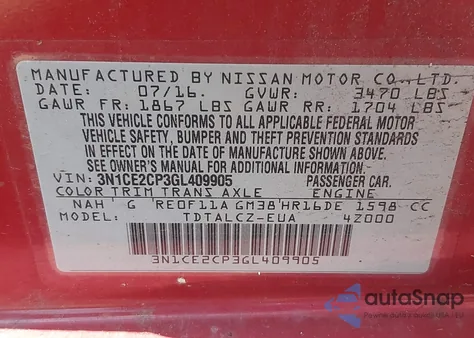 MANUFACTURED BY NISSAN MOTOR CO., LTD.
DATE: 07/16. GVWR: 3470 LBS
GAWR FR: 1867 LBS GAWR RR: 1704 LBS
THIS VEHICLE CONFORMS TO ALL APPLICABLE FEDERAL MOTOR
VEHICLE SAFETY, BUMPER AND THEFT PREVENTION STANDARDS
IN EFFECT ON THE DATE OF MANUFACTURE SHOWN ABOVE.
SEE OWNER'S MANUAL FOR ADDITIONAL INFORMATION.
VIN: 3N1CE2CP3GL409905 PASSENGER CAR.
COLOR TRIM TRANS AXLE ENGINE
NAH G RE0F11A GM38 HR16DE 1598 CC
MODEL: TDTALCZ-EUA 4Z000
3N1CE2CP3GL409905
autoSnap